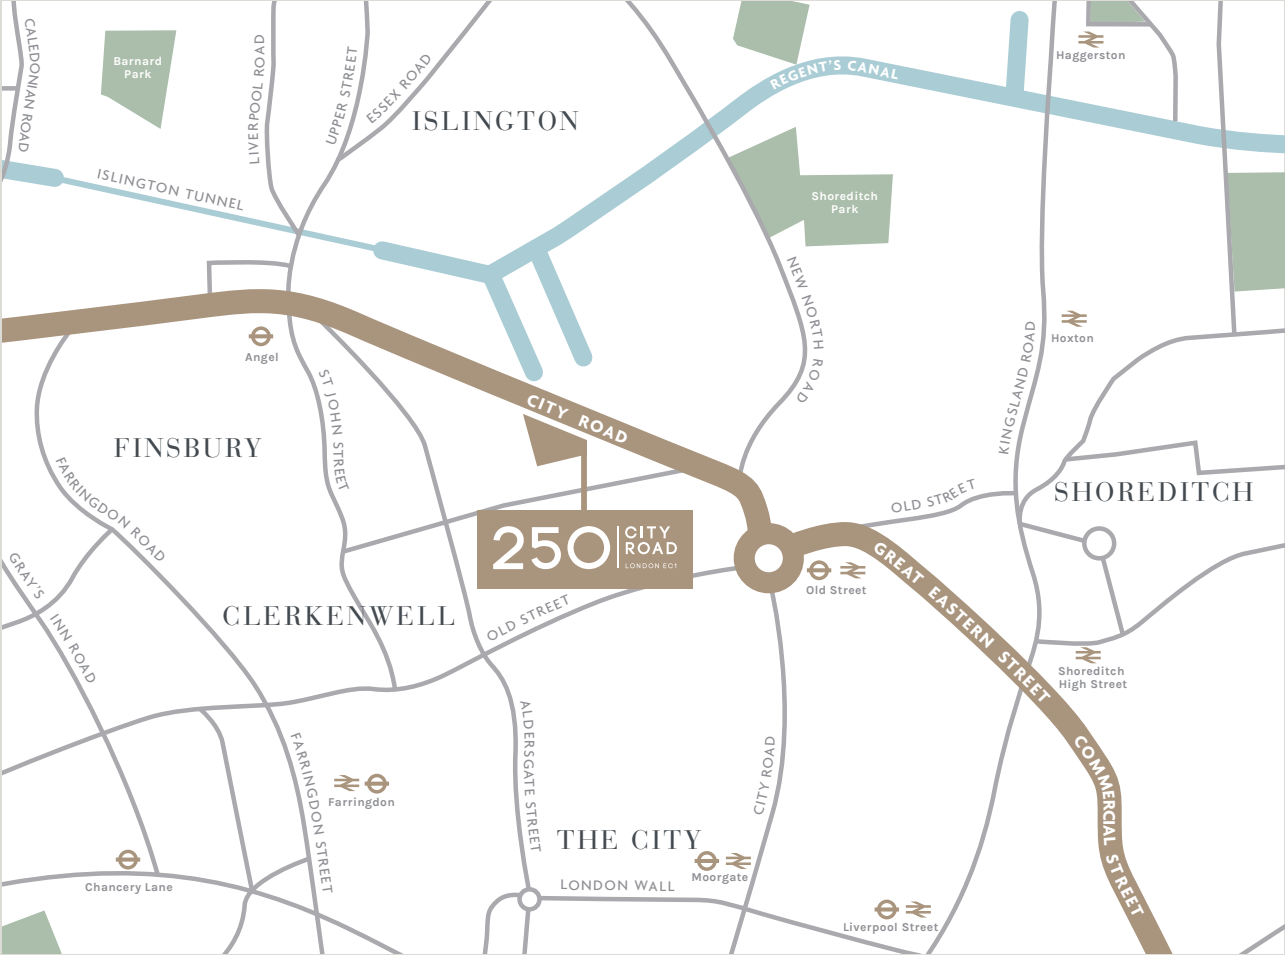 CALEDONIAN ROAD
Barnard
Park
LIVERPOOL ROAD
UPPER STREET
ESSEX ROAD
ISLINGTON
REGENT'S CANAL
Haggerston
ISLINGTON TUNNEL
Shoreditch
Park
NEW NORTH ROAD
KINGSLAND ROAD
Hoxton
Angel
ST JOHN STREET
CITY ROAD
FINSBURY
FARRINGDON ROAD
OLD STREET
SHOREDITCH
250 CITY
ROAD
LONDON EC1
GRAY'S INN ROAD
CLERKENWELL
OLD STREET
Old Street
GREAT EASTERN STREET
Shoreditch
High Street
ALDERSGATE STREET
CITY ROAD
COMMERCIAL STREET
FARRINGDON STREET
Farringdon
THE CITY
Moorgate
Chancery Lane
LONDON WALL
Liverpool Street